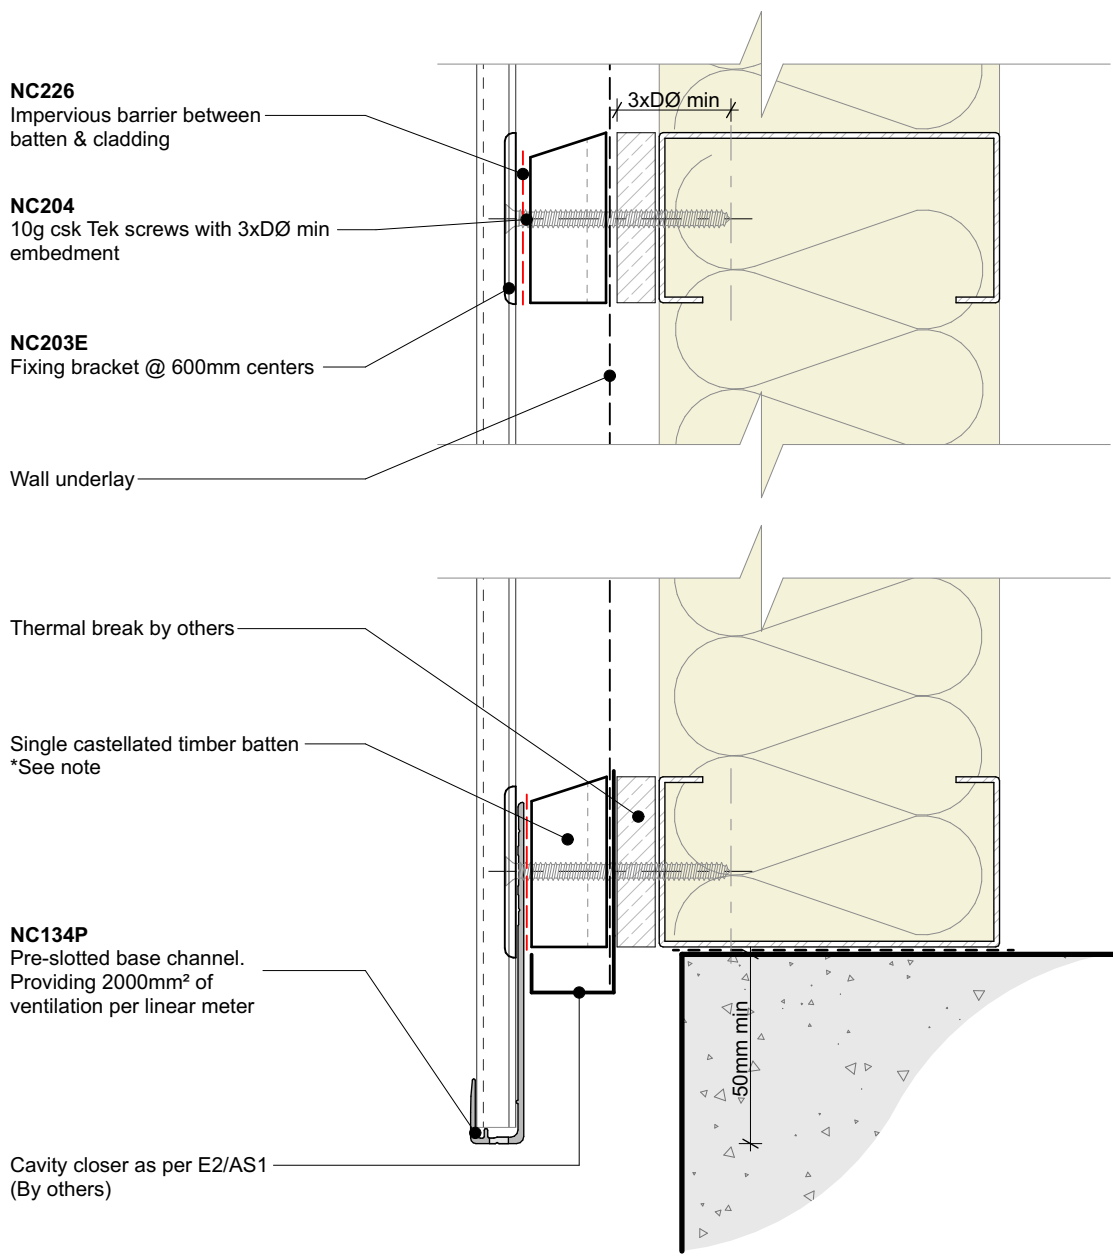 NC226
Impervious barrier between
batten & cladding
3xDØ min
NC204
10g csk Tek screws with 3xDØ min
embedment
NC203E
Fixing bracket @ 600mm centers
Wall underlay
Thermal break by others
Single castellated timber batten
*See note
NC134P
Pre-slotted base channel.
Providing 2000mm² of
ventilation per linear meter
50mm min
Cavity closer as per E2/AS1
(By others)